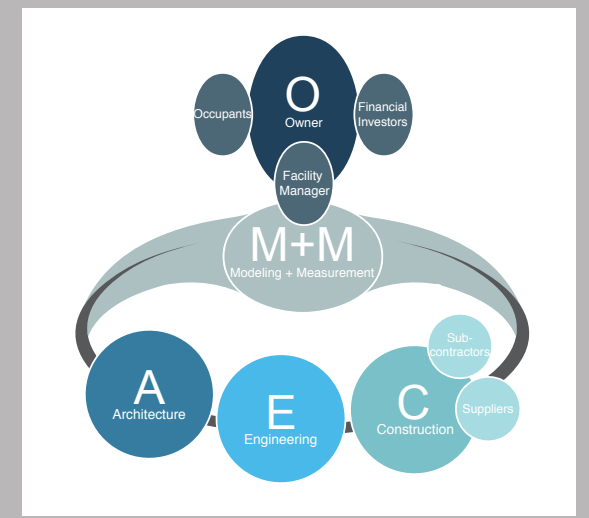 O
Owner
Occupants
Financial
Investors
Facility
Manager
M+M
Modeling + Measurement
A
Architecture
E
Engineering
C
Construction
Sub-
contractors
Suppliers